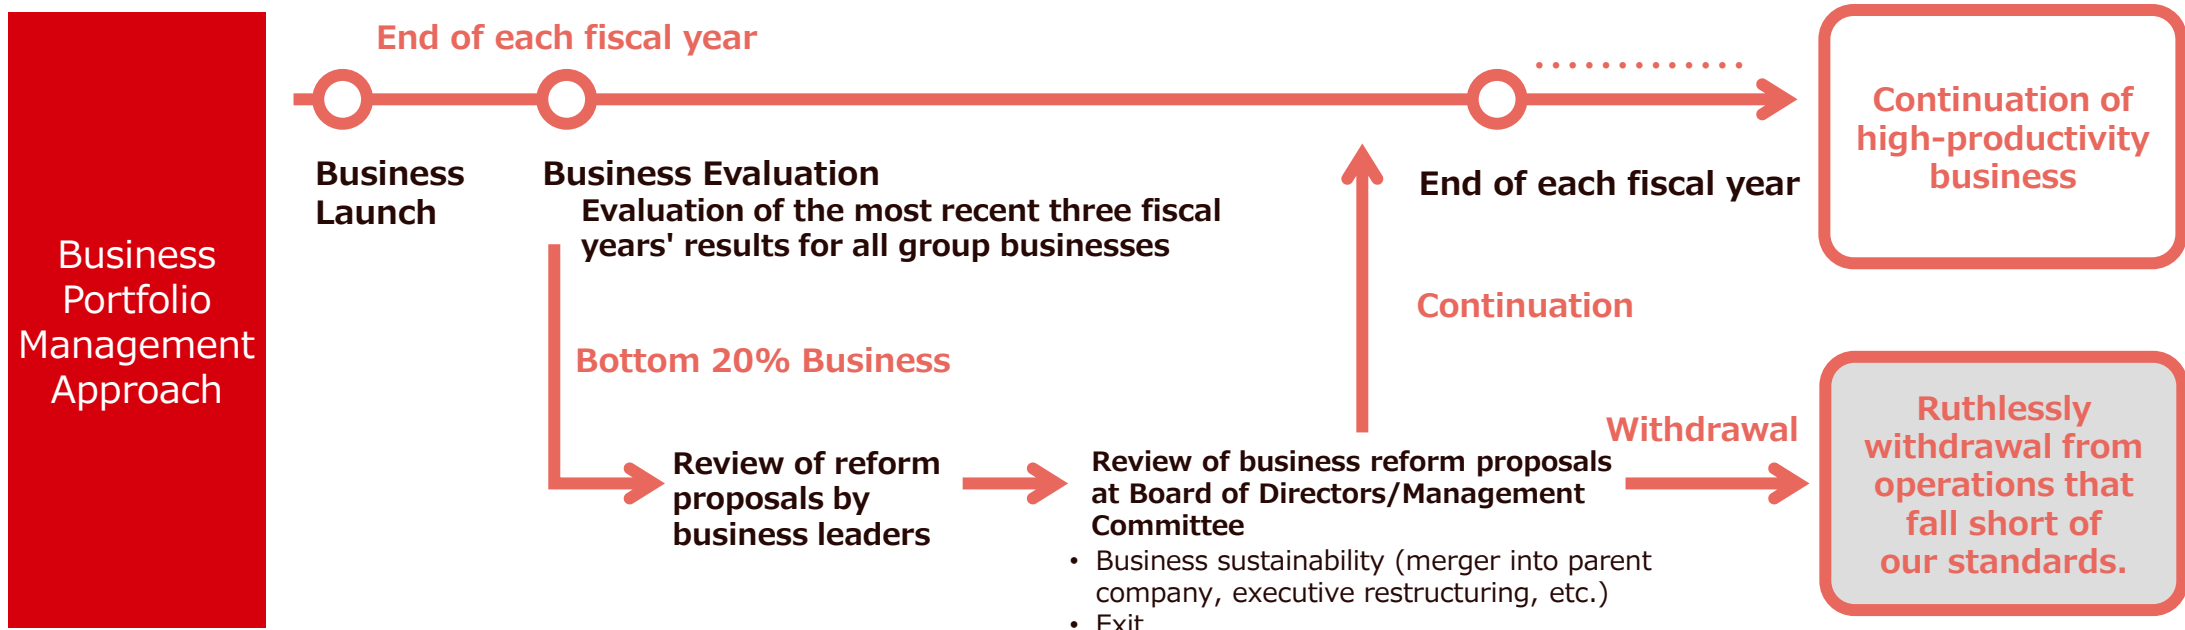 Business
Portfolio
Management
Approach
End of each fiscal year
Business
Launch
Business Evaluation
Evaluation of the most recent three fiscal
years' results for all group businesses
End of each fiscal year
Continuation of
high-productivity
business
Bottom 20% Business
Continuation
Review of reform
proposals by
business leaders
Review of business reform proposals
at Board of Directors/Management
Committee
• Business sustainability (merger into parent
company, executive restructuring, etc.)
• Exit
Withdrawal
Ruthlessly
withdrawal from
operations that
fall short of
our standards.